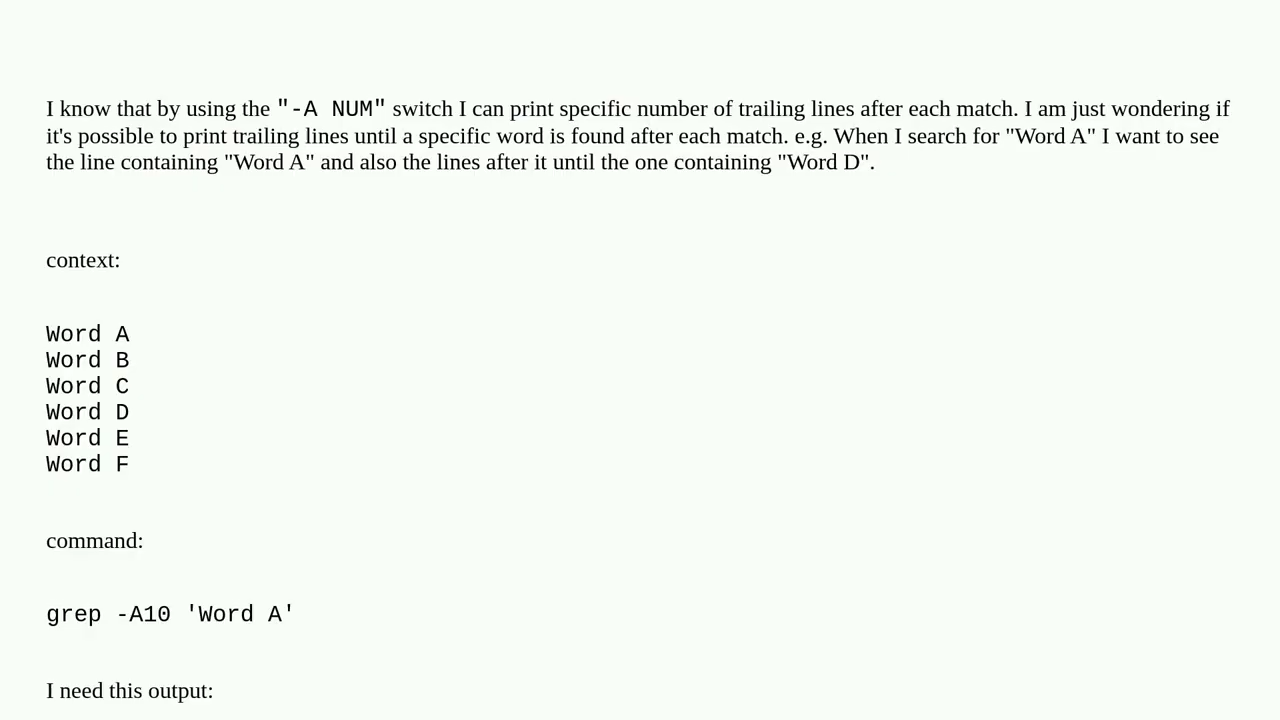 I know that by using the "-A NUM" switch I can print specific number of trailing lines after each match. I am just wondering if
it's possible to print trailing lines until a specific word is found after each match. e.g. When I search for "Word A" I want to see
the line containing "Word A" and also the lines after it until the one containing "Word D".
context:
Word A
Word B
Word C
Word D
Word E
Word F
command:
grep -A10 'Word A'
I need this output: